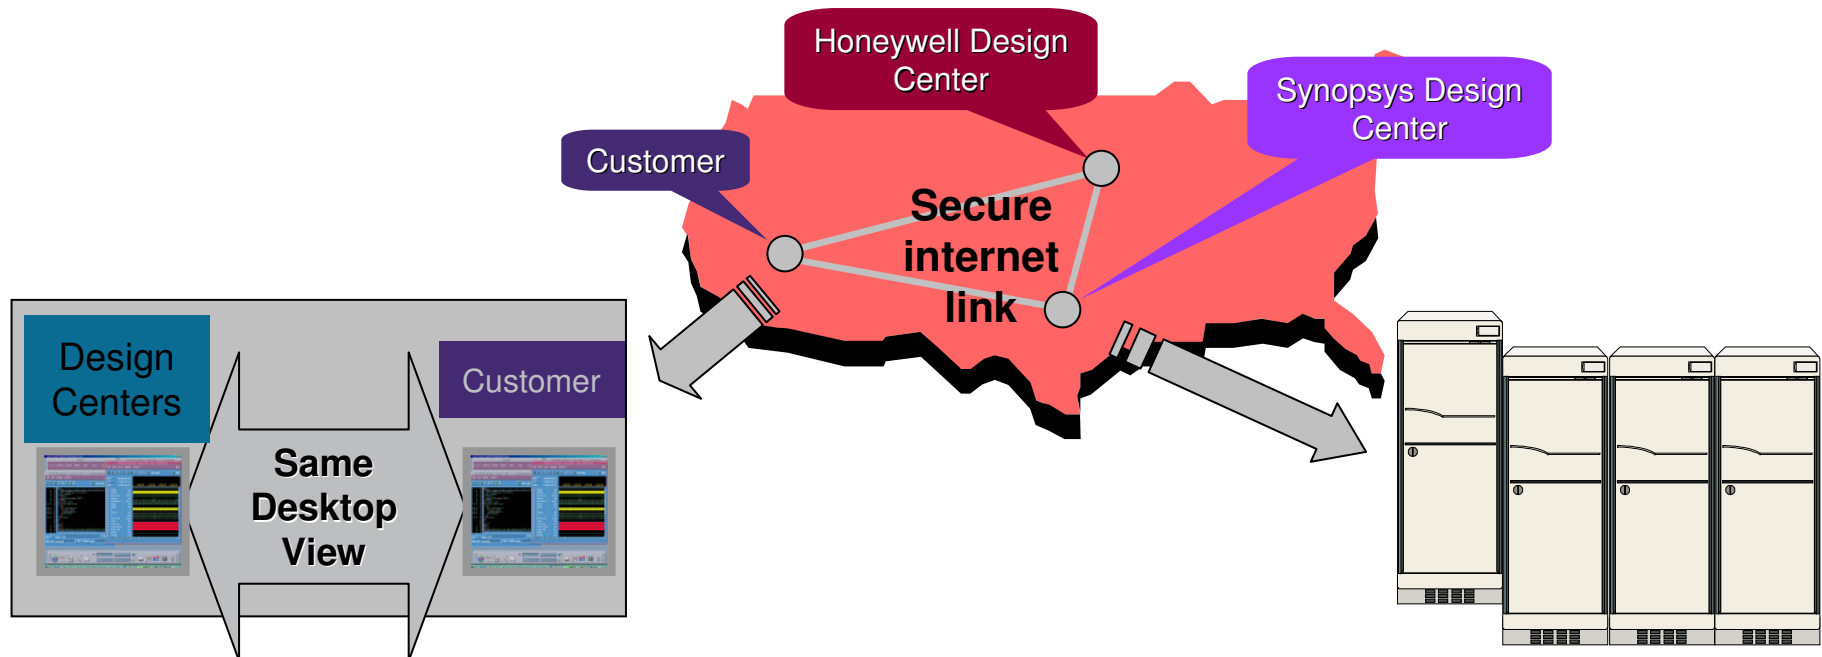 Honeywell Design
Center
Synopsys Design
Center
Customer
Secure
internet
link
Design
Centers
Customer
Same
Desktop
View